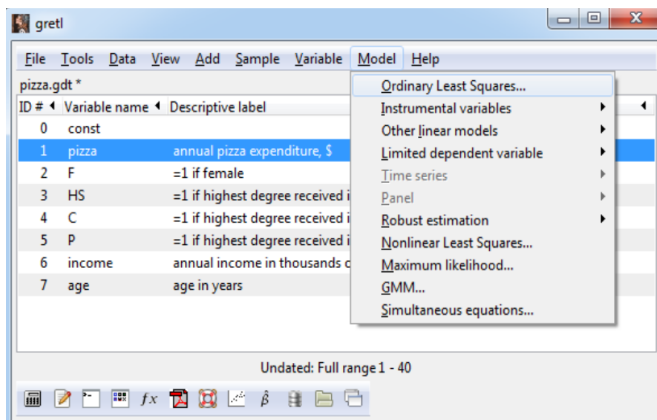 gretl
File Tools Data View Add Sample Variable Model Help
pizza.gdt *
ID # Variable name Descriptive label
0 const
1 pizza annual pizza expenditure, $
2 F =1 if female
3 HS =1 if highest degree received i
4 C =1 if highest degree received i
5 P =1 if highest degree received i
6 income annual income in thousands o
7 age age in years
Ordinary Least Squares...
Instrumental variables
Other linear models
Limited dependent variable
Time series
Panel
Robust estimation
Nonlinear Least Squares...
Maximum likelihood...
GMM...
Simultaneous equations...
Undated: Full range 1 - 40
fx β̂